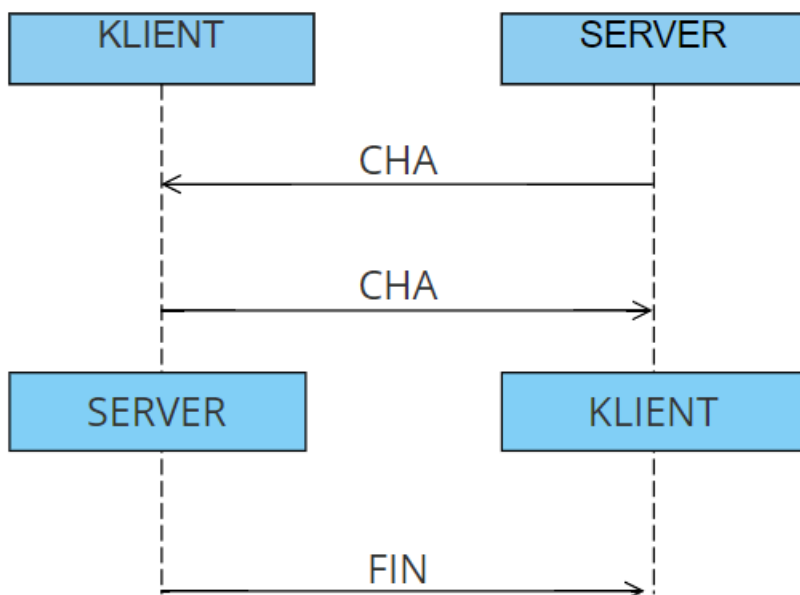 KLIENT
SERVER
CHA
CHA
SERVER
KLIENT
FIN